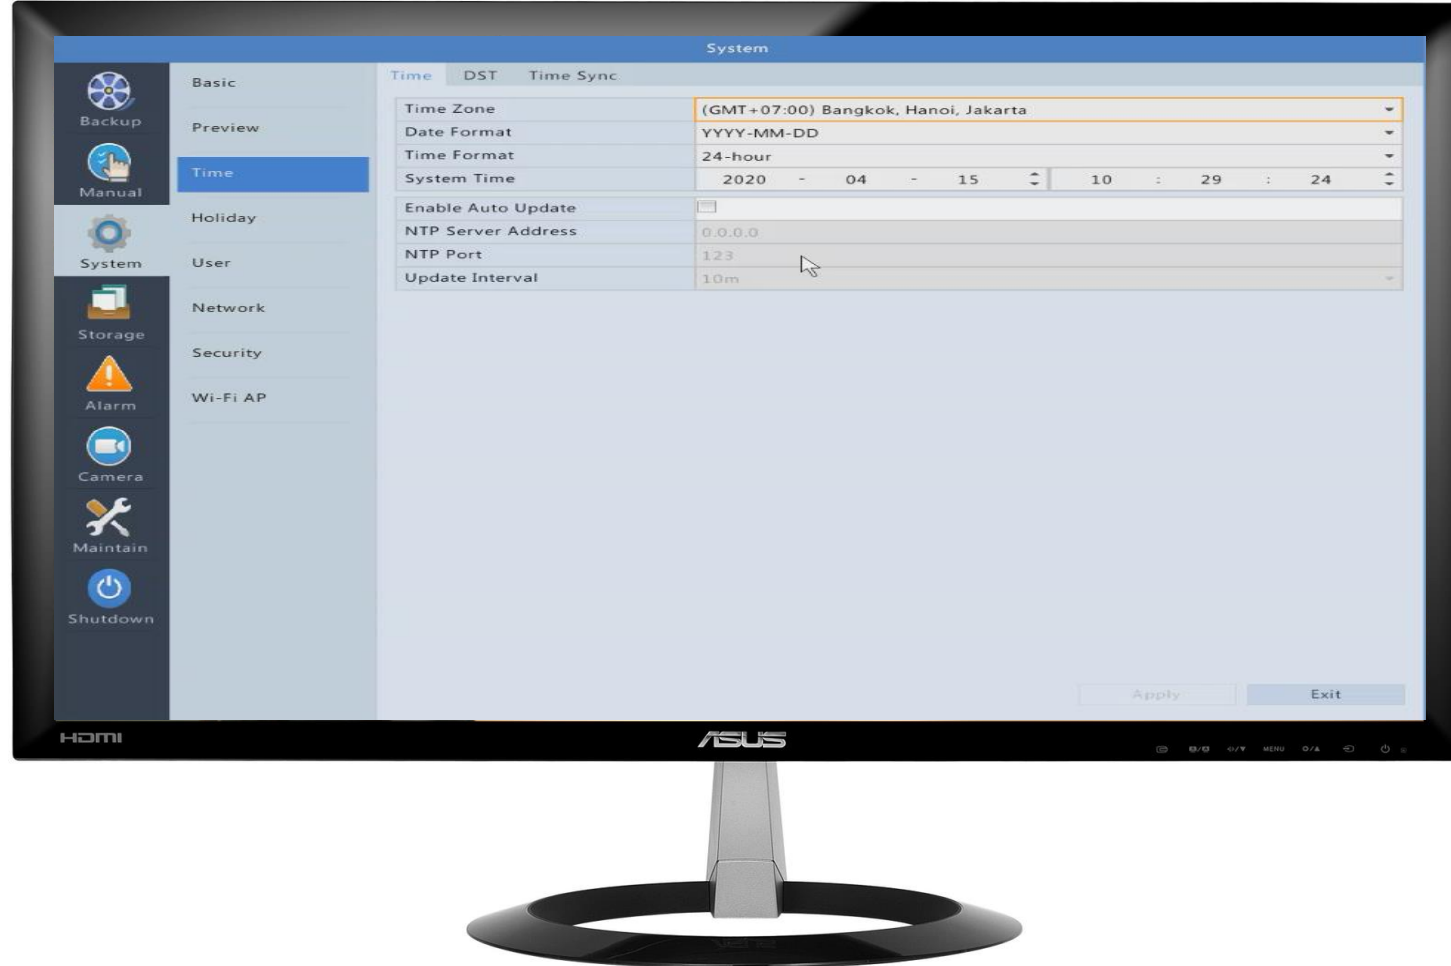 System
Backup
Manual
System
Storage
Alarm
Camera
Maintain
Shutdown
Basic
Preview
Time
Holiday
User
Network
Security
Wi-Fi AP
Time DST Time Sync
Time Zone (GMT+07:00) Bangkok, Hanoi, Jakarta
Date Format YYYY-MM-DD
Time Format 24-hour
System Time 2020 - 04 - 15 10 : 29 : 24
Enable Auto Update
NTP Server Address 0.0.0.0
NTP Port 123
Update Interval 10m
Apply Exit
HDMI ASUS MENU